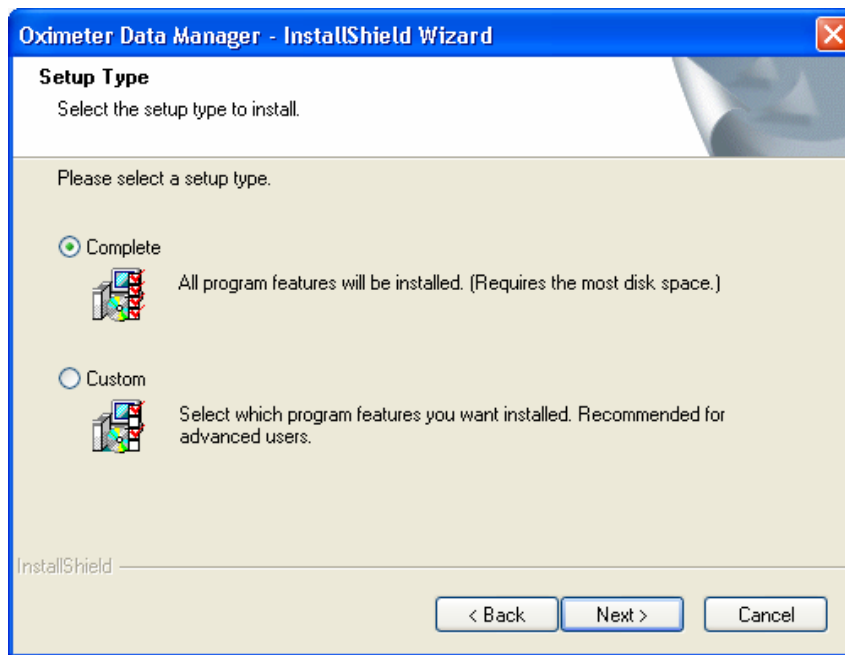 Oximeter Data Manager - InstallShield Wizard
Setup Type
Select the setup type to install.
Please select a setup type.
Complete
All program features will be installed. (Requires the most disk space.)
Custom
Select which program features you want installed. Recommended for
advanced users.
InstallShield
< Back
Next >
Cancel